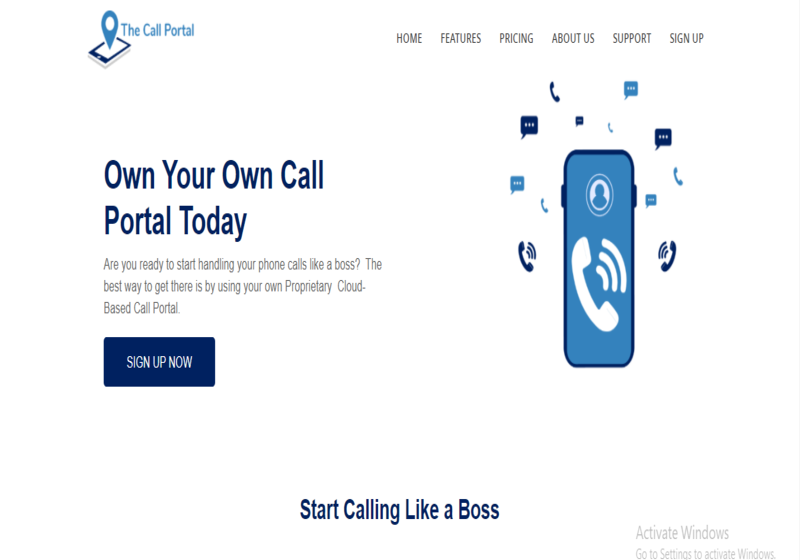 The Call Portal
HOME FEATURES PRICING ABOUT US SUPPORT SIGN UP
Own Your Own Call
Portal Today
Are you ready to start handling your phone calls like a boss? The
best way to get there is by using your own Proprietary Cloud-
Based Call Portal.
SIGN UP NOW
Start Calling Like a Boss
Activate Windows
Go to Settings to activate Windows.